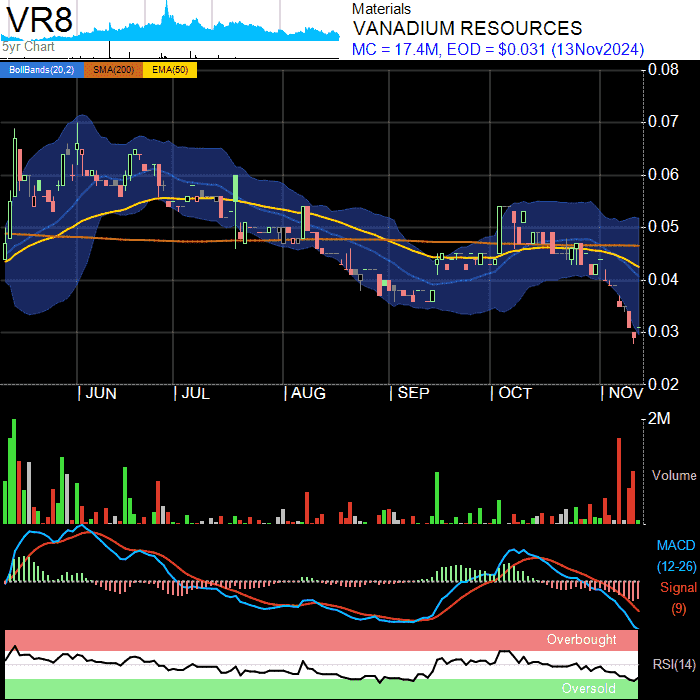 VR8
5yr Chart
Materials
VANADIUM RESOURCES
MC = 17.4M, EOD = $0.031 (13Nov2024)
BollBands(20,2) SMA(200) EMA(50)
0.08
0.07
0.06
0.05
0.04
0.03
0.02
JUN JUL AUG SEP OCT NOV
2M
Volume
MACD
(12-26)
Signal
(9)
Overbought
RSI(14)
Oversold